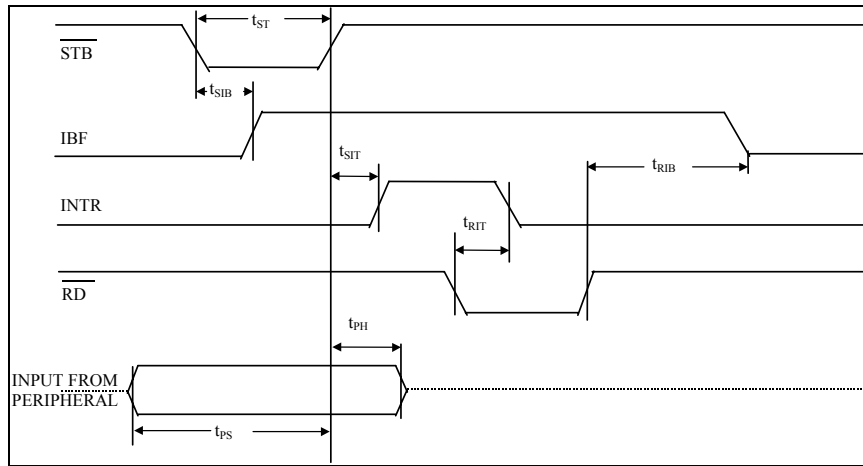 t_ST
STB
t_SIB
IBF
t_SIT
t_RIB
INTR
t_RIT
RD
t_PH
INPUT FROM
PERIPHERAL
t_PS